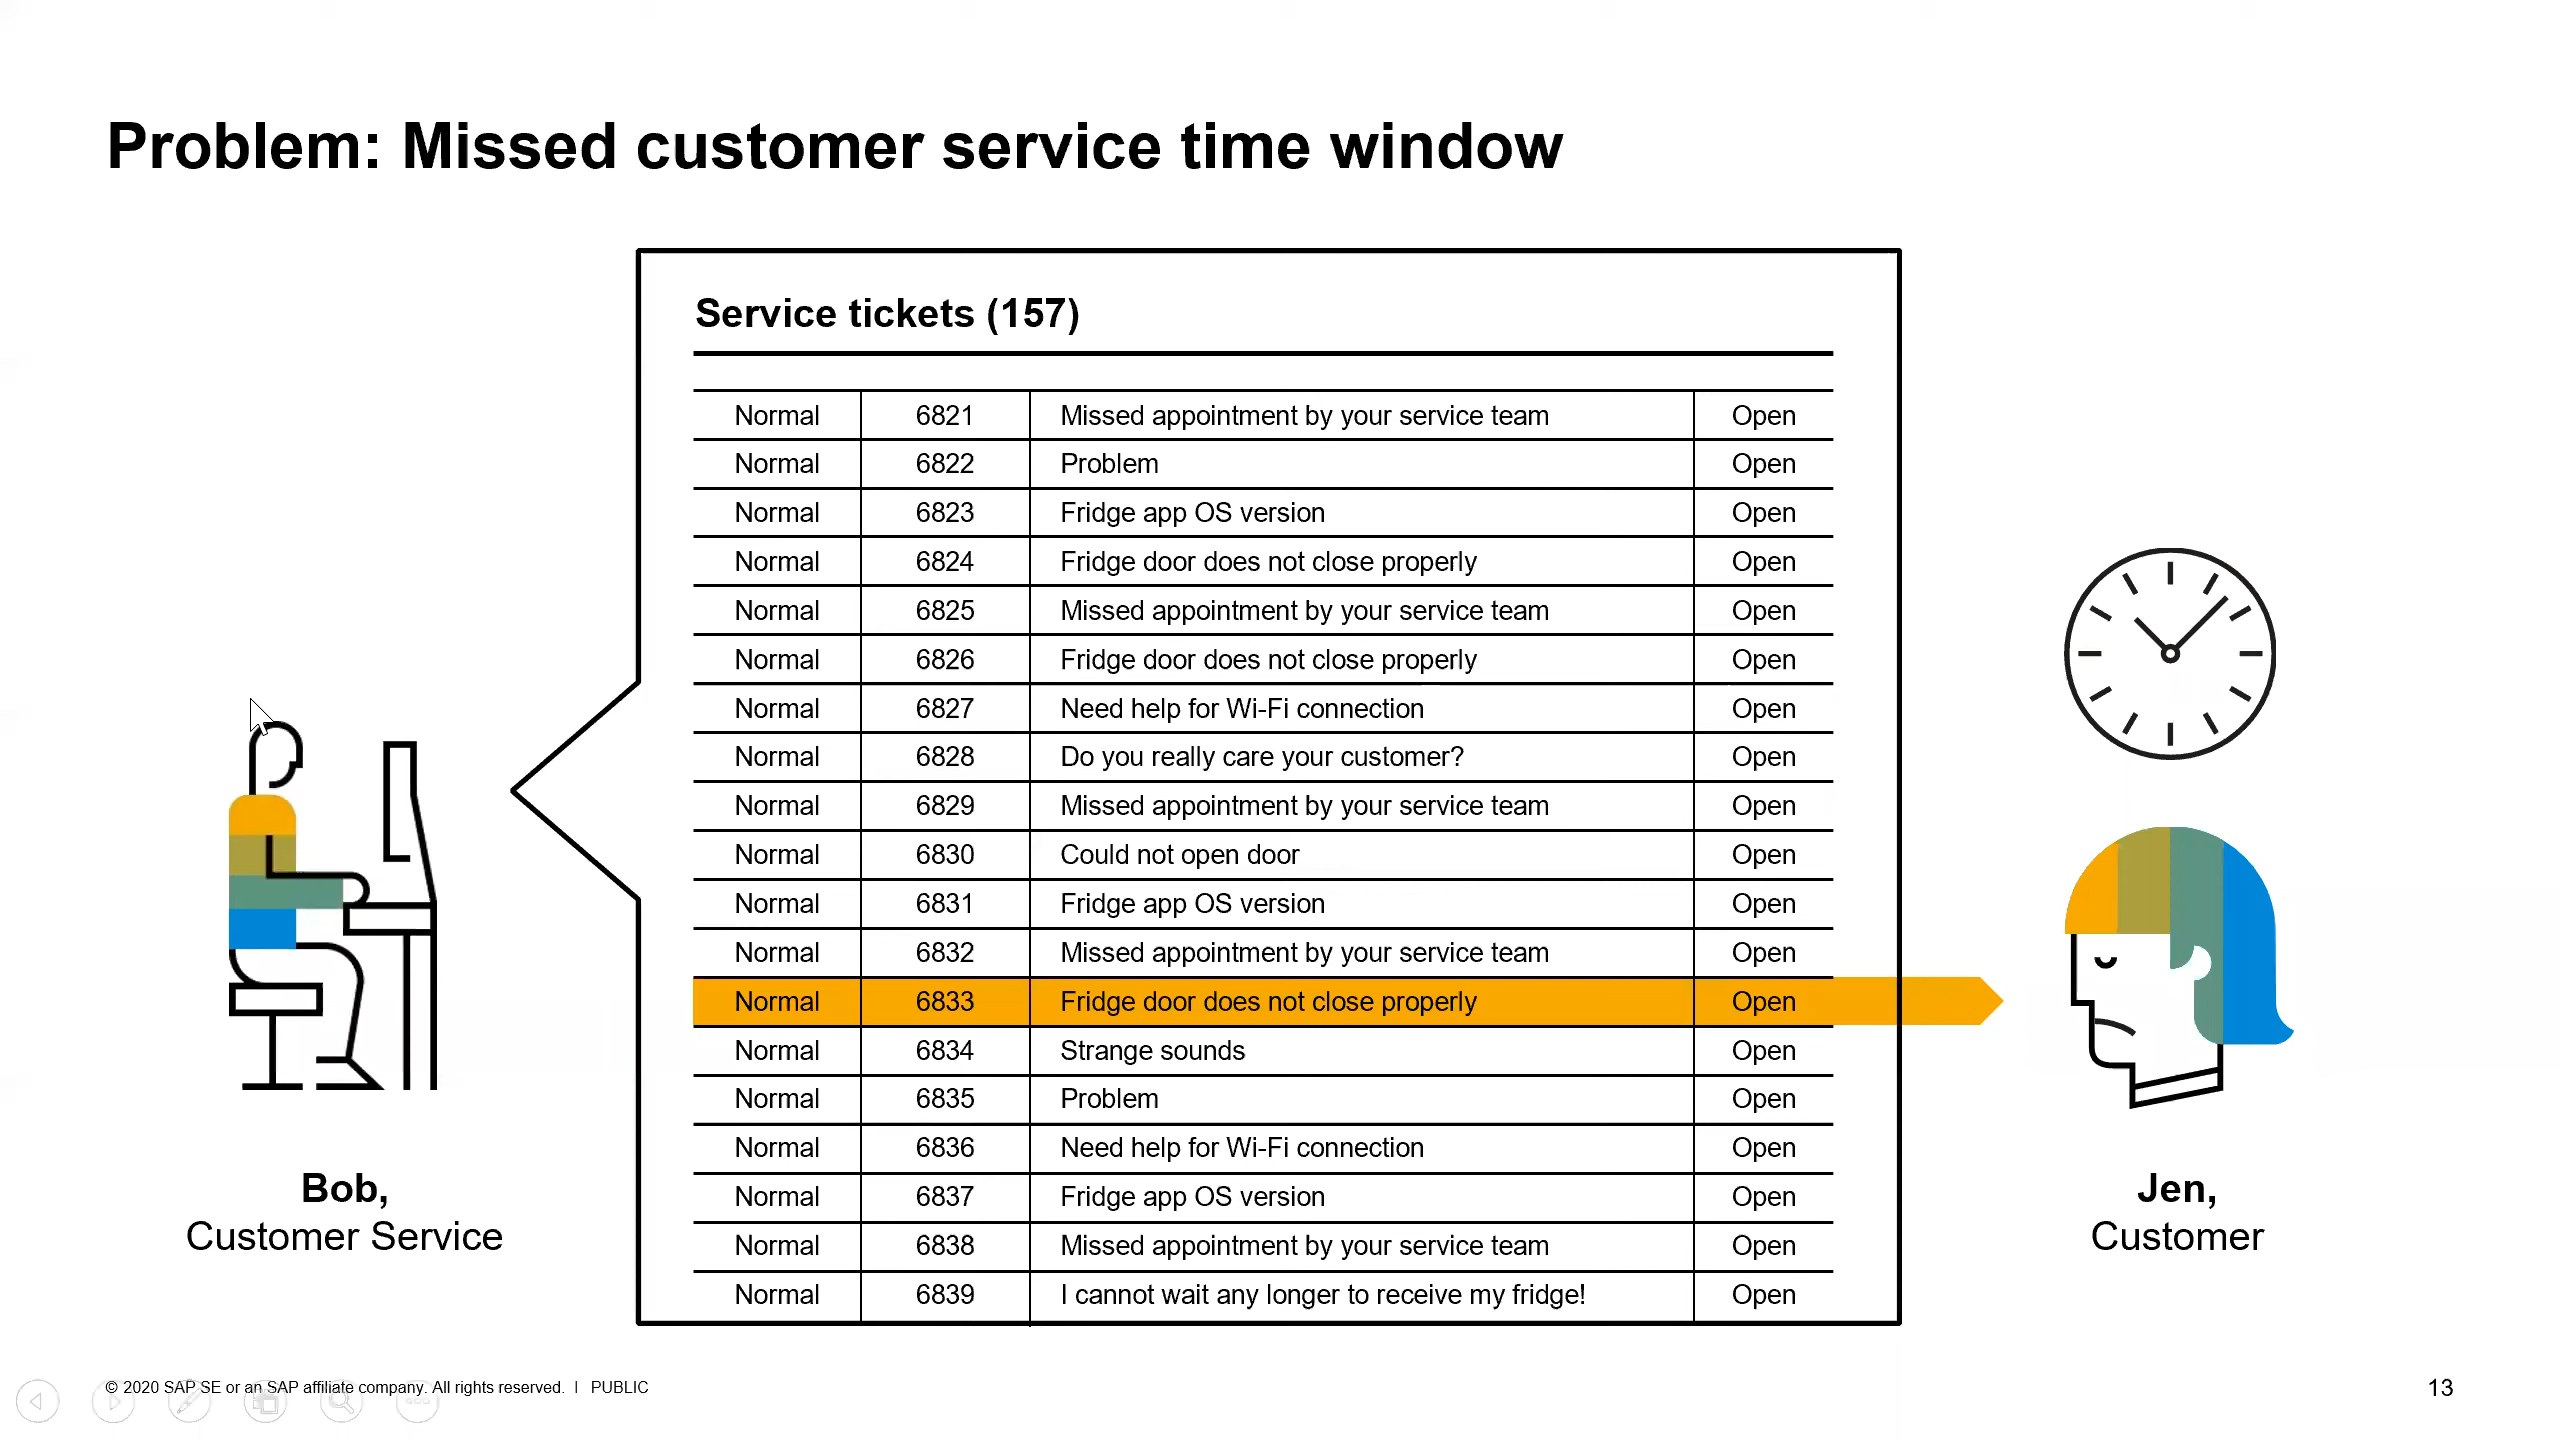 Problem: Missed customer service time window
Service tickets (157)
Normal 6821 Missed appointment by your service team Open
Normal 6822 Problem Open
Normal 6823 Fridge app OS version Open
Normal 6824 Fridge door does not close properly Open
Normal 6825 Missed appointment by your service team Open
Normal 6826 Fridge door does not close properly Open
Normal 6827 Need help for Wi-Fi connection Open
Normal 6828 Do you really care your customer? Open
Normal 6829 Missed appointment by your service team Open
Normal 6830 Could not open door Open
Normal 6831 Fridge app OS version Open
Normal 6832 Missed appointment by your service team Open
Normal 6833 Fridge door does not close properly Open
Normal 6834 Strange sounds Open
Normal 6835 Problem Open
Normal 6836 Need help for Wi-Fi connection Open
Normal 6837 Fridge app OS version Open
Normal 6838 Missed appointment by your service team Open
Normal 6839 I cannot wait any longer to receive my fridge! Open
Bob,
Customer Service
Jen,
Customer
© 2020 SAP SE or an SAP affiliate company. All rights reserved. | PUBLIC
13